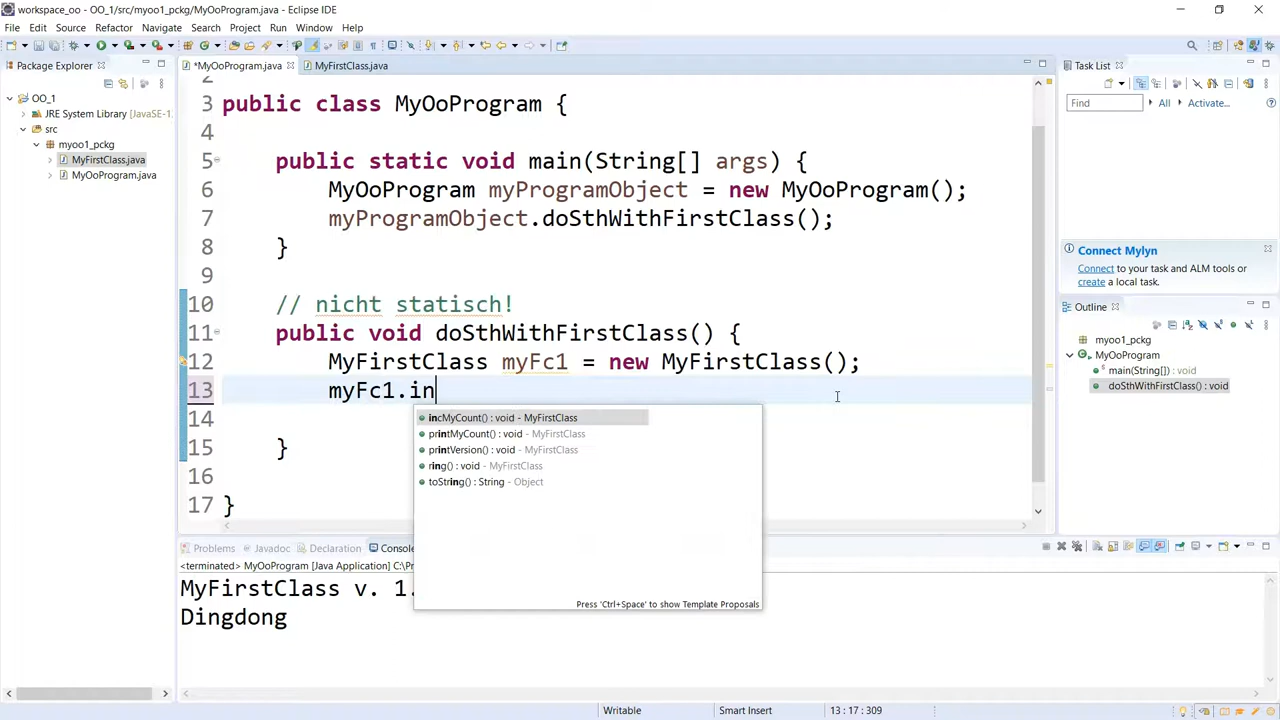 workspace_oo - OO_1/src/myoo1_pckg/MyOoProgram.java - Eclipse IDE
File Edit Source Refactor Navigate Search Project Run Window Help
Package Explorer
OO_1
JRE System Library [JavaSE-1
src
myoo1_pckg
MyFirstClass.java
MyOoProgram.java
*MyOoProgram.java MyFirstClass.java
2
3 public class MyOoProgram {
4
5 public static void main(String[] args) {
6 MyOoProgram myProgramObject = new MyOoProgram();
7 myProgramObject.doSthWithFirstClass();
8 }
9
10 // nicht statisch!
11 public void doSthWithFirstClass() {
12 MyFirstClass myFc1 = new MyFirstClass();
13 myFc1.in
14
15 }
16
17 }
incMyCount() : void - MyFirstClass
printMyCount() : void - MyFirstClass
printVersion() : void - MyFirstClass
ring() : void - MyFirstClass
toString() : String - Object
Press 'Ctrl+Space' to show Template Proposals
Problems Javadoc Declaration Console
<terminated> MyOoProgram [Java Application] C:\Pr
MyFirstClass v. 1.
Dingdong
Task List
Find All Activate...
Connect Mylyn
Connect to your task and ALM tools or
create a local task.
Outline
myoo1_pckg
MyOoProgram
main(String[]) : void
doSthWithFirstClass() : void
Writable Smart Insert 13 : 17 : 309